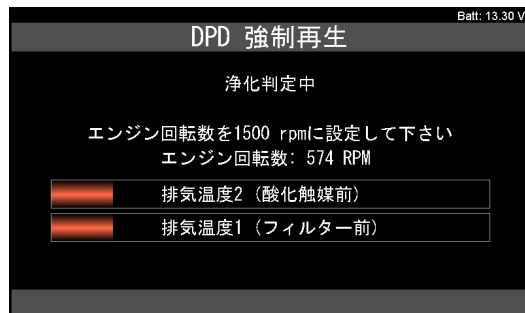 Batt: 13.30 V
DPD 強制再生
浄化判定中
エンジン回転数を1500 rpmに設定して下さい
エンジン回転数: 574 RPM
排気温度2 (酸化触媒前)
排気温度1 (フィルター前)